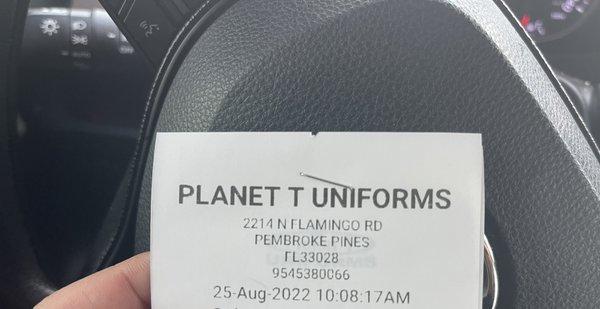 PLANET T UNIFORMS
2214 N FLAMINGO RD
PEMBROKE PINES
FL33028
9545380066
25-Aug-2022 10:08:17AM